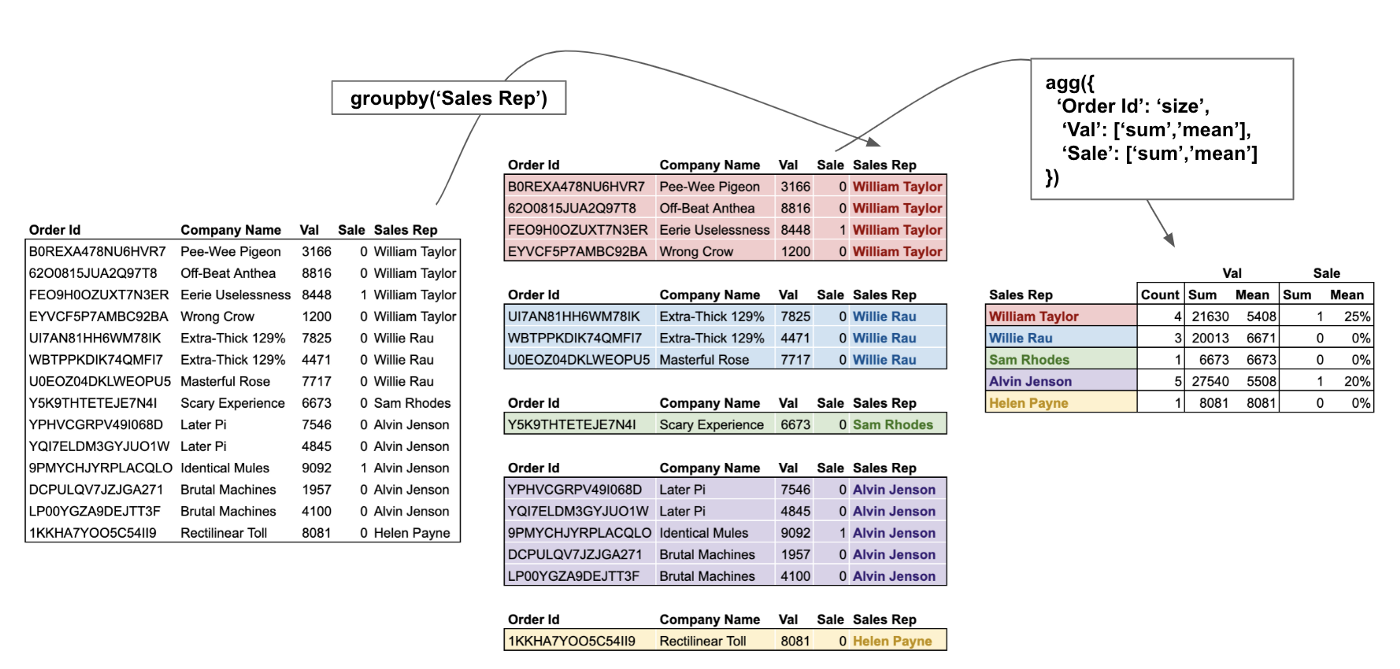 groupby(‘Sales Rep’)
agg({
‘Order Id’: ‘size’,
‘Val’: [‘sum’,’mean’],
‘Sale’: [‘sum’,’mean’]
})
Order Id Company Name Val Sale Sales Rep
B0REXA478NU6HVR7 Pee-Wee Pigeon 3166 0 William Taylor
62O0815JUA2Q97T8 Off-Beat Anthea 8816 0 William Taylor
FEO9H0OZUXT7N3ER Eerie Uselessness 8448 1 William Taylor
EYVCF5P7AMBC92BA Wrong Crow 1200 0 William Taylor
UI7AN81HH6WM78IK Extra-Thick 129% 7825 0 Willie Rau
WBTPPKDIK74QMFI7 Extra-Thick 129% 4471 0 Willie Rau
U0EOZ04DKLWEOPU5 Masterful Rose 7717 0 Willie Rau
Y5K9THTETEJE7N4I Scary Experience 6673 0 Sam Rhodes
YPHVCGRPV49I068D Later Pi 7546 0 Alvin Jenson
YQI7ELDM3GYJUO1W Later Pi 4845 0 Alvin Jenson
9PMYCHJYRPLACQLO Identical Mules 9092 1 Alvin Jenson
DCPULQV7JZJGA271 Brutal Machines 1957 0 Alvin Jenson
LP00YGZA9DEJTT3F Brutal Machines 4100 0 Alvin Jenson
1KKHA7YOO5C54II9 Rectilinear Toll 8081 0 Helen Payne
Order Id Company Name Val Sale Sales Rep
B0REXA478NU6HVR7 Pee-Wee Pigeon 3166 0 William Taylor
62O0815JUA2Q97T8 Off-Beat Anthea 8816 0 William Taylor
FEO9H0OZUXT7N3ER Eerie Uselessness 8448 1 William Taylor
EYVCF5P7AMBC92BA Wrong Crow 1200 0 William Taylor
Order Id Company Name Val Sale Sales Rep
UI7AN81HH6WM78IK Extra-Thick 129% 7825 0 Willie Rau
WBTPPKDIK74QMFI7 Extra-Thick 129% 4471 0 Willie Rau
U0EOZ04DKLWEOPU5 Masterful Rose 7717 0 Willie Rau
Order Id Company Name Val Sale Sales Rep
Y5K9THTETEJE7N4I Scary Experience 6673 0 Sam Rhodes
Order Id Company Name Val Sale Sales Rep
YPHVCGRPV49I068D Later Pi 7546 0 Alvin Jenson
YQI7ELDM3GYJUO1W Later Pi 4845 0 Alvin Jenson
9PMYCHJYRPLACQLO Identical Mules 9092 1 Alvin Jenson
DCPULQV7JZJGA271 Brutal Machines 1957 0 Alvin Jenson
LP00YGZA9DEJTT3F Brutal Machines 4100 0 Alvin Jenson
Order Id Company Name Val Sale Sales Rep
1KKHA7YOO5C54II9 Rectilinear Toll 8081 0 Helen Payne
Val Sale
Sales Rep Count Sum Mean Sum Mean
William Taylor 4 21630 5408 1 25%
Willie Rau 3 20013 6671 0 0%
Sam Rhodes 1 6673 6673 0 0%
Alvin Jenson 5 27540 5508 1 20%
Helen Payne 1 8081 8081 0 0%